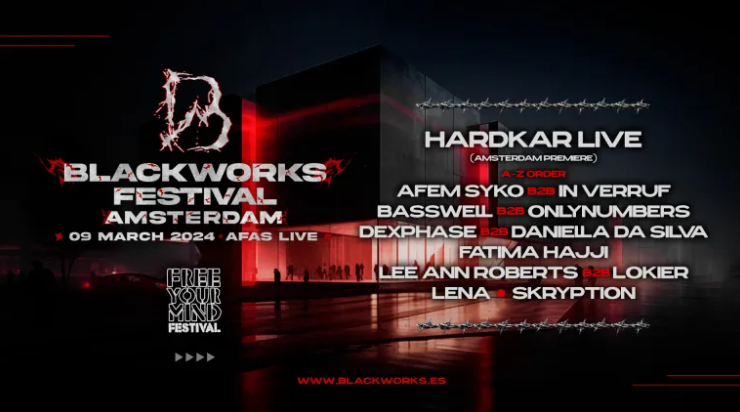 B
BLACKWORKS
FESTIVAL
AMSTERDAM
09 MARCH 2024 • AFAS LIVE
FREE
YOUR
MIND
FESTIVAL
HARDKAR LIVE
(AMSTERDAM PREMIERE)
A-Z ORDER
AFEM SYKO B2B IN VERRUF
BASSWELL B2B ONLYNUMBERS
DEXPHASE B2B DANIELLA DA SILVA
FATIMA HAJJI
LEE ANN ROBERTS B2B LOKIER
LENA • SKRYPTION
WWW.BLACKWORKS.ES